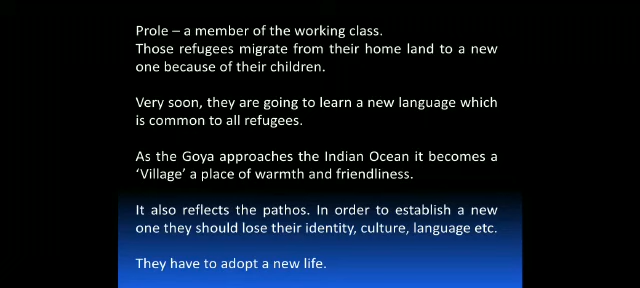 Prole – a member of the working class.
Those refugees migrate from their home land to a new
one because of their children.
Very soon, they are going to learn a new language which
is common to all refugees.
As the Goya approaches the Indian Ocean it becomes a
‘Village’ a place of warmth and friendliness.
It also reflects the pathos. In order to establish a new
one they should lose their identity, culture, language etc.
They have to adopt a new life.